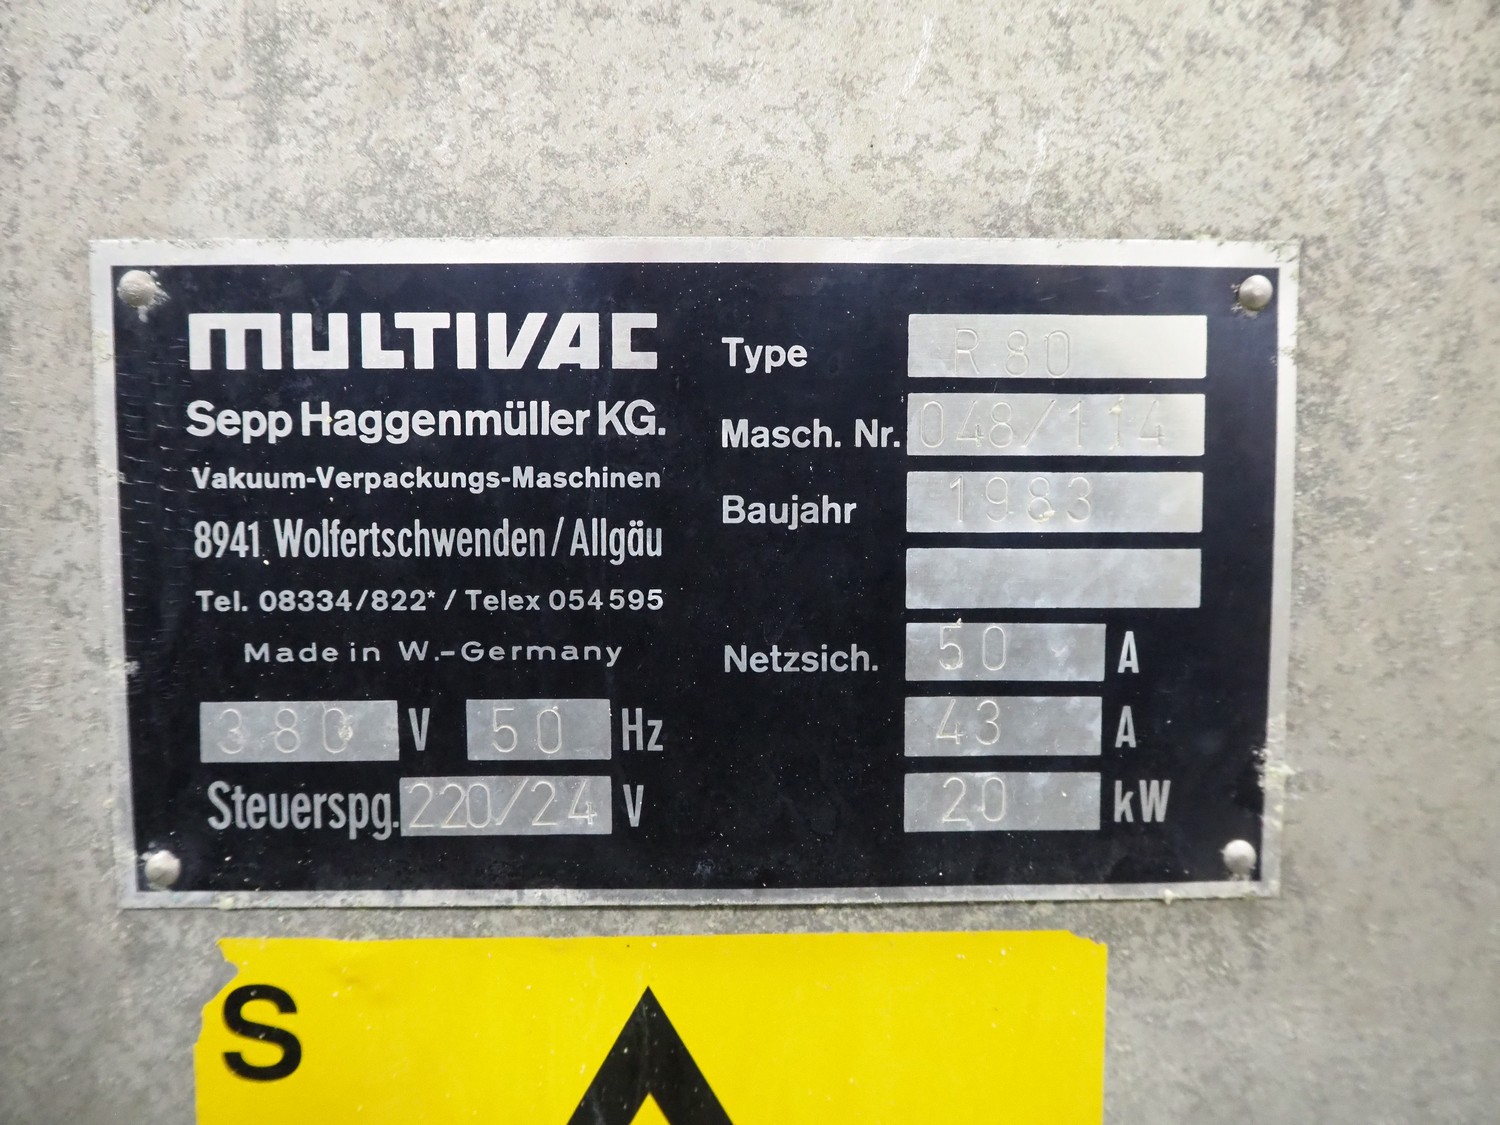 MULTIVAC
Sepp Haggenmüller KG.
Vakuum-Verpackungs-Maschinen
8941 Wolfertschwenden/Allgäu
Tel. 08334/822* / Telex 054595
Made in W.-Germany
380 V 50 Hz
Steuerspg. 220/24 V
Type R 80
Masch. Nr. 048/114
Baujahr 1983
Netzsich. 50 A
43 A
20 kW
S